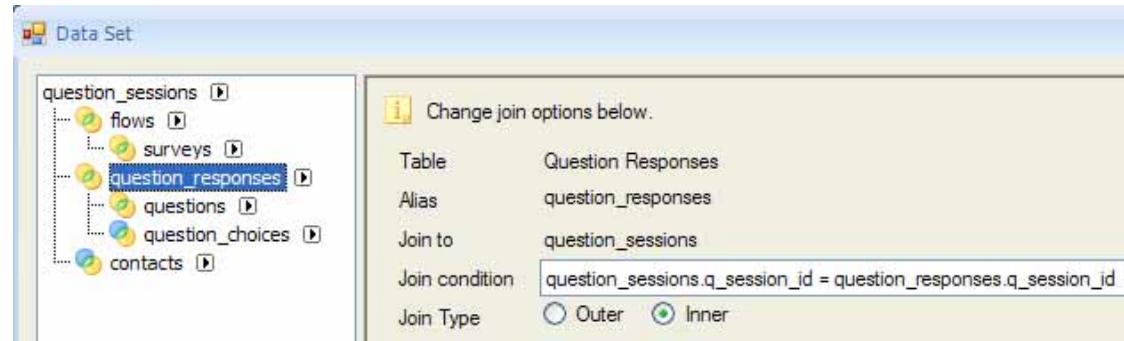 Data Set
question_sessions
flows
surveys
question_responses
questions
question_choices
contacts
Change join options below.
Table Question Responses
Alias question_responses
Join to question_sessions
Join condition question_sessions.q_session_id = question_responses.q_session_id
Join Type Outer Inner